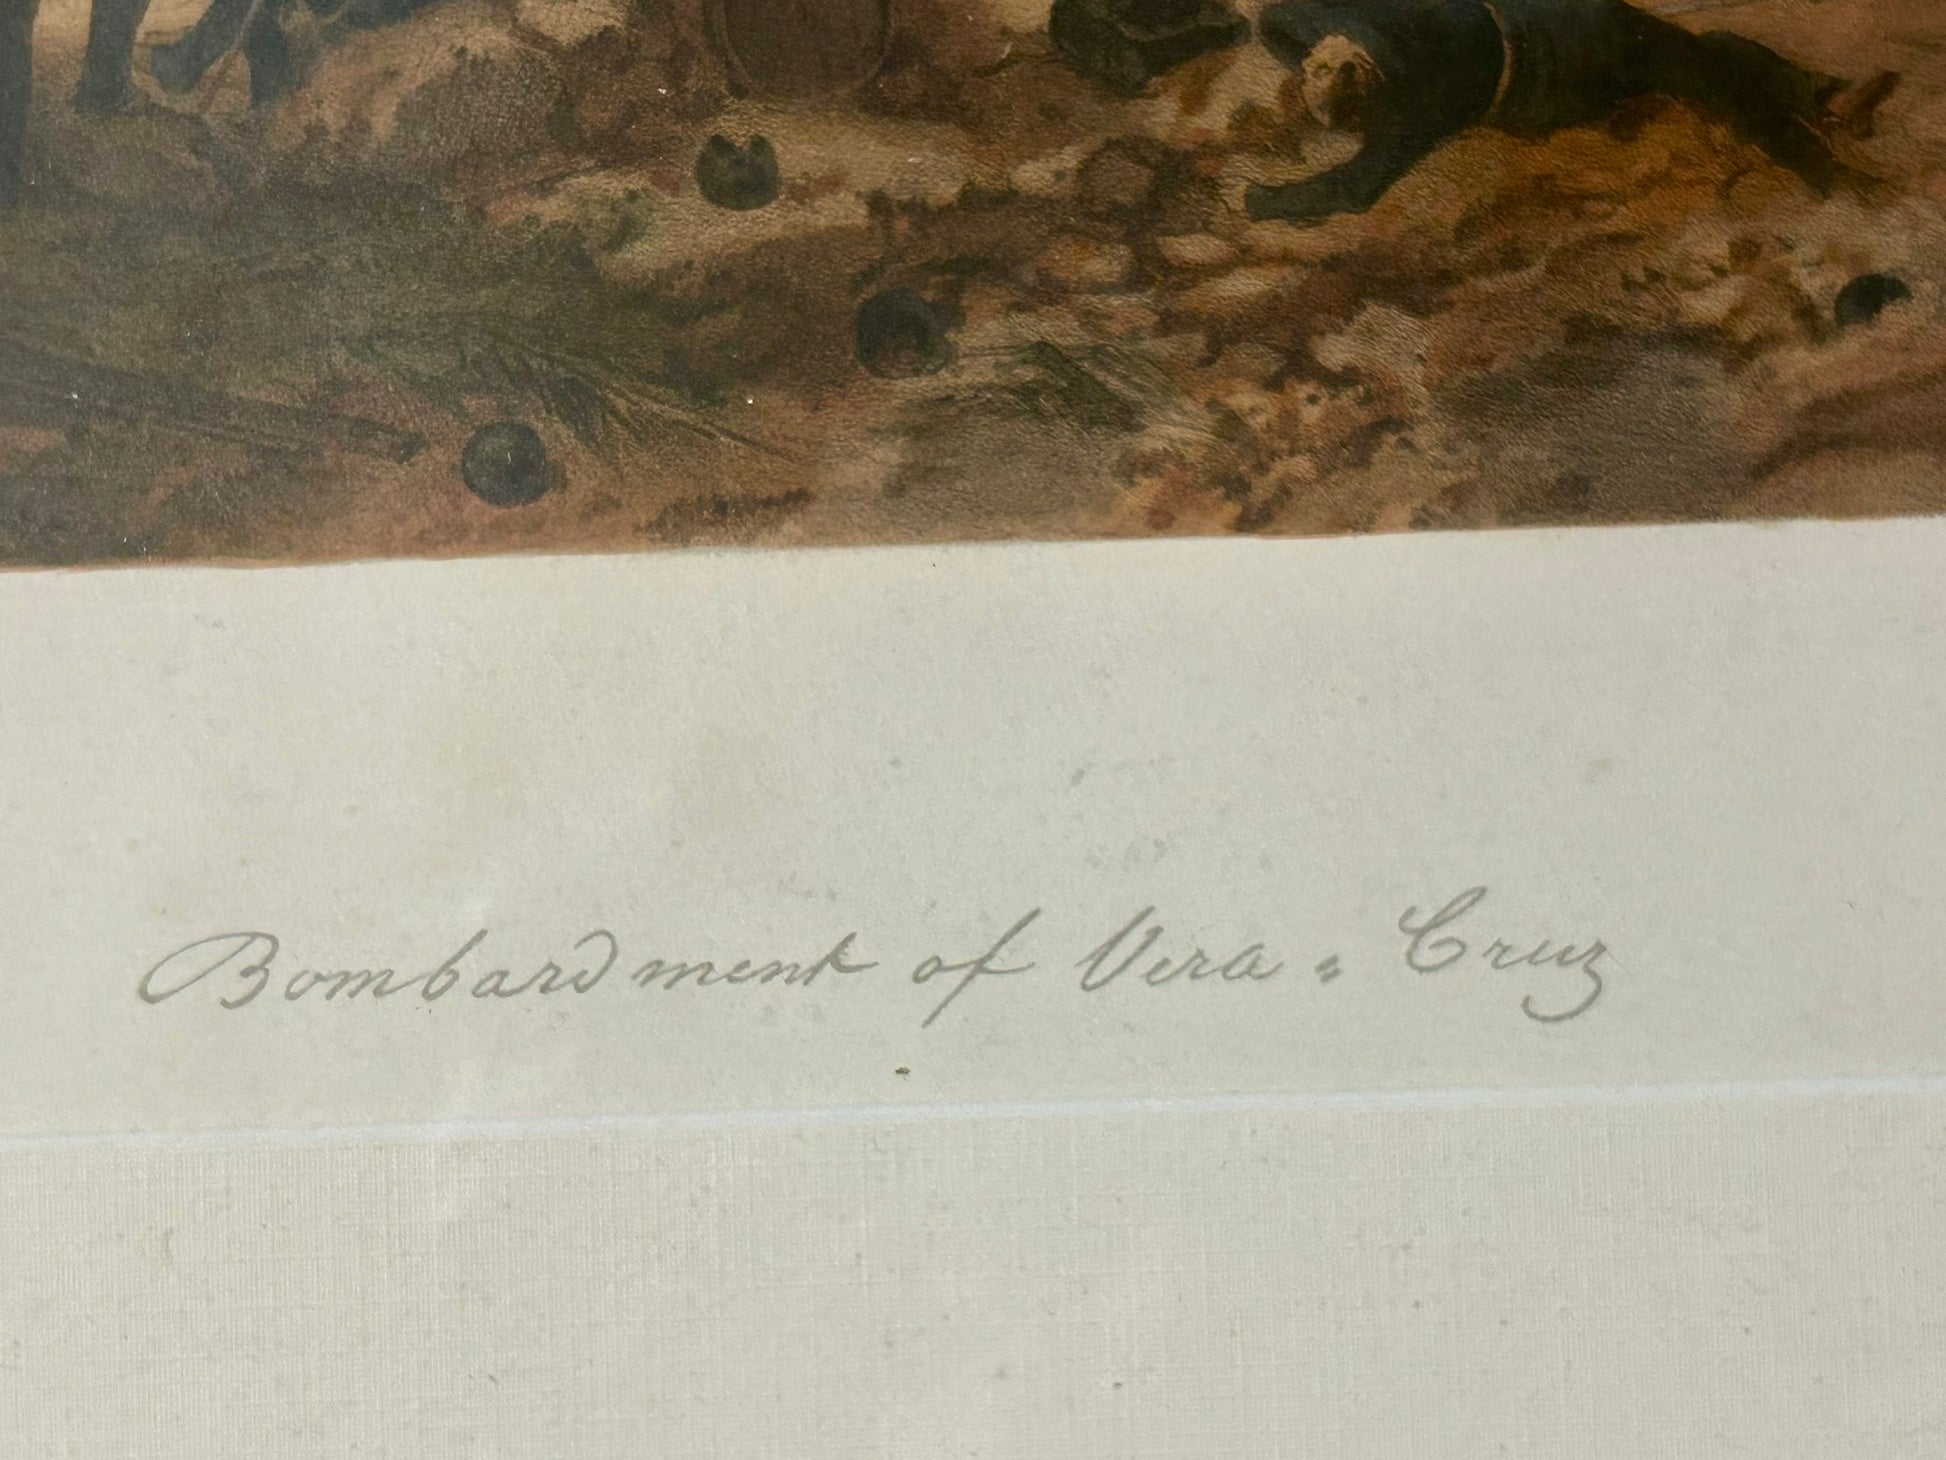 Bombardment of Vera = Cruz